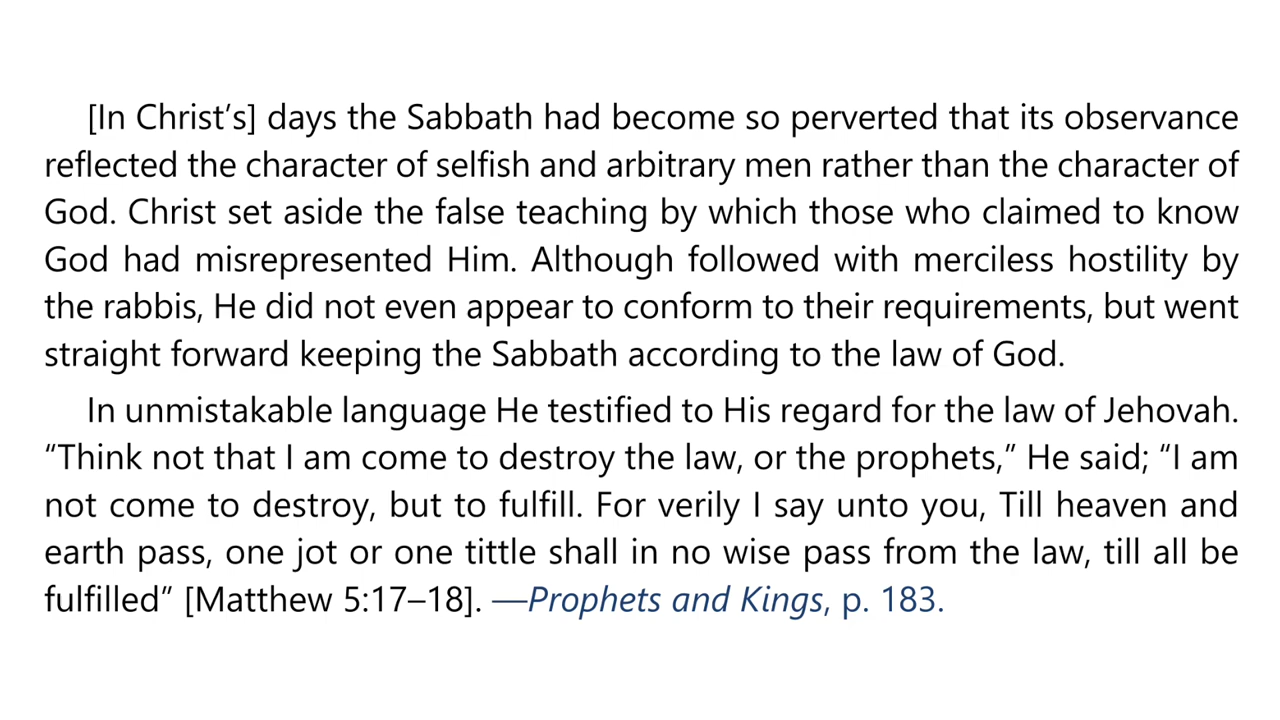 [In Christ’s] days the Sabbath had become so perverted that its observance
reflected the character of selfish and arbitrary men rather than the character of
God. Christ set aside the false teaching by which those who claimed to know
God had misrepresented Him. Although followed with merciless hostility by
the rabbis, He did not even appear to conform to their requirements, but went
straight forward keeping the Sabbath according to the law of God.
In unmistakable language He testified to His regard for the law of Jehovah.
“Think not that I am come to destroy the law, or the prophets,” He said; “I am
not come to destroy, but to fulfill. For verily I say unto you, Till heaven and
earth pass, one jot or one tittle shall in no wise pass from the law, till all be
fulfilled” [Matthew 5:17–18]. —Prophets and Kings, p. 183.